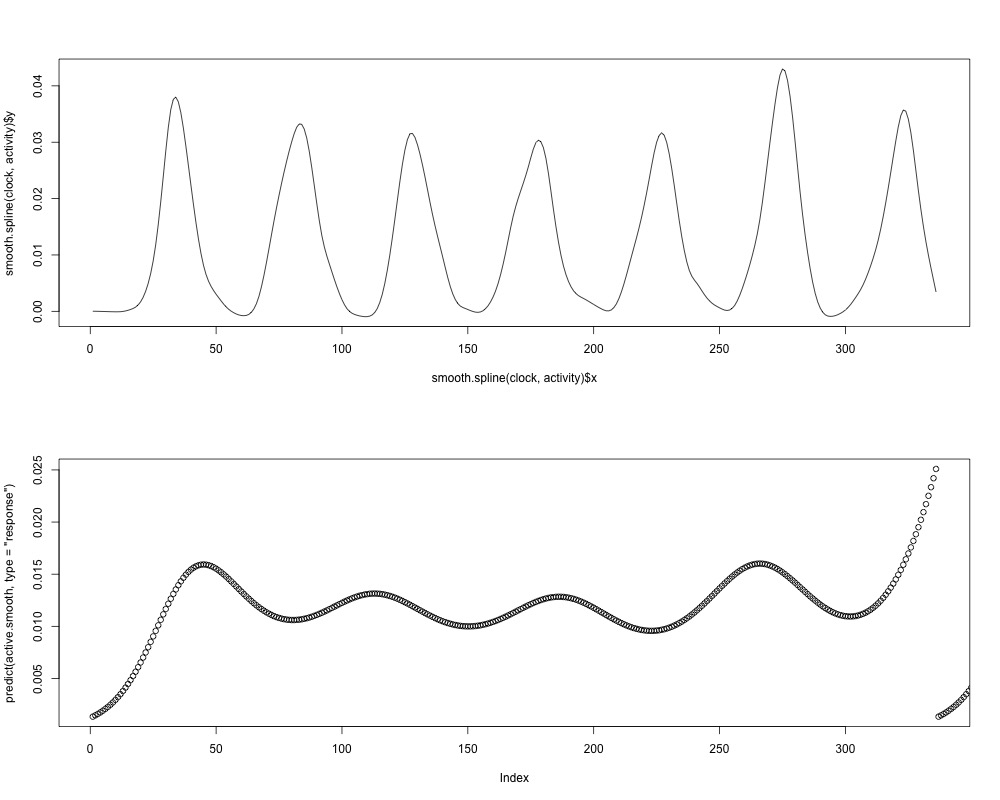 smooth.spline(clock, activity)$y
0.04
0.03
0.02
0.01
0.00
0 50 100 150 200 250 300
smooth.spline(clock, activity)$x
predict(active.smooth, type = "response")
0.025
0.020
0.015
0.010
0.005
0 50 100 150 200 250 300
Index